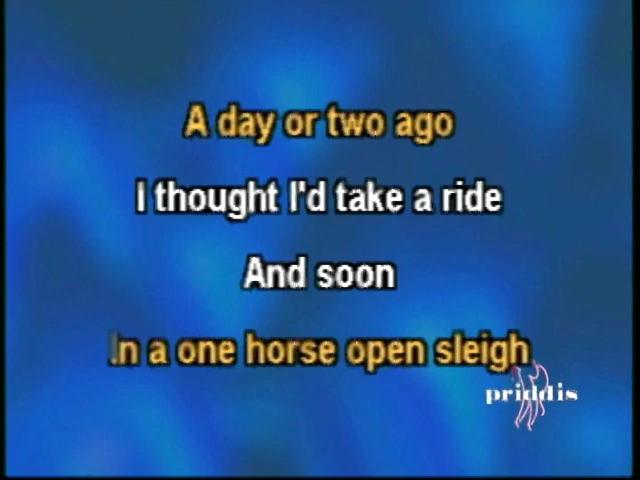 A day or two ago
I thought I'd take a ride
And soon
In a one horse open sleigh
priddis